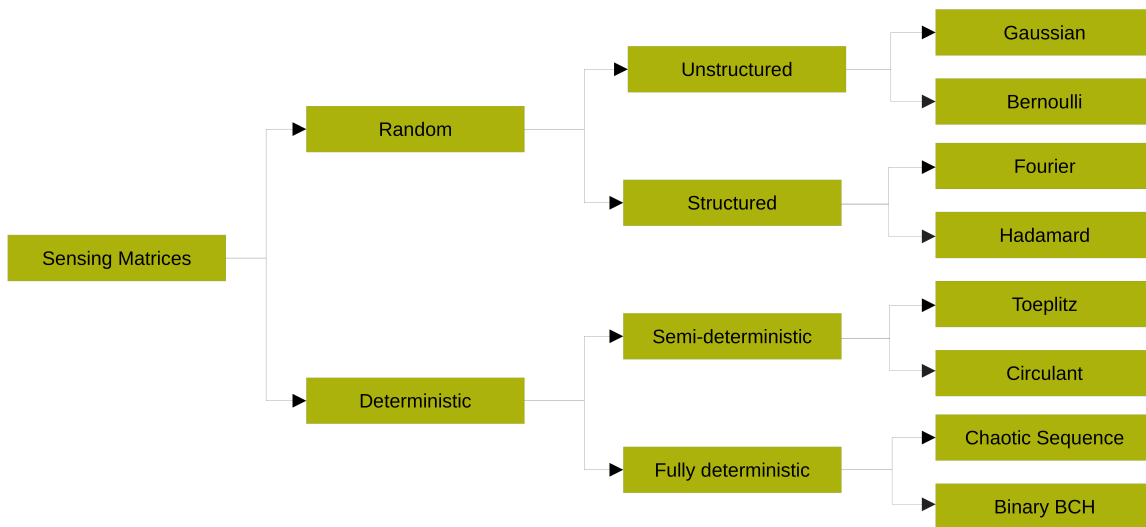 Gaussian
Unstructured
Bernoulli
Random
Fourier
Structured
Hadamard
Sensing Matrices
Toeplitz
Semi-deterministic
Circulant
Deterministic
Chaotic Sequence
Fully deterministic
Binary BCH